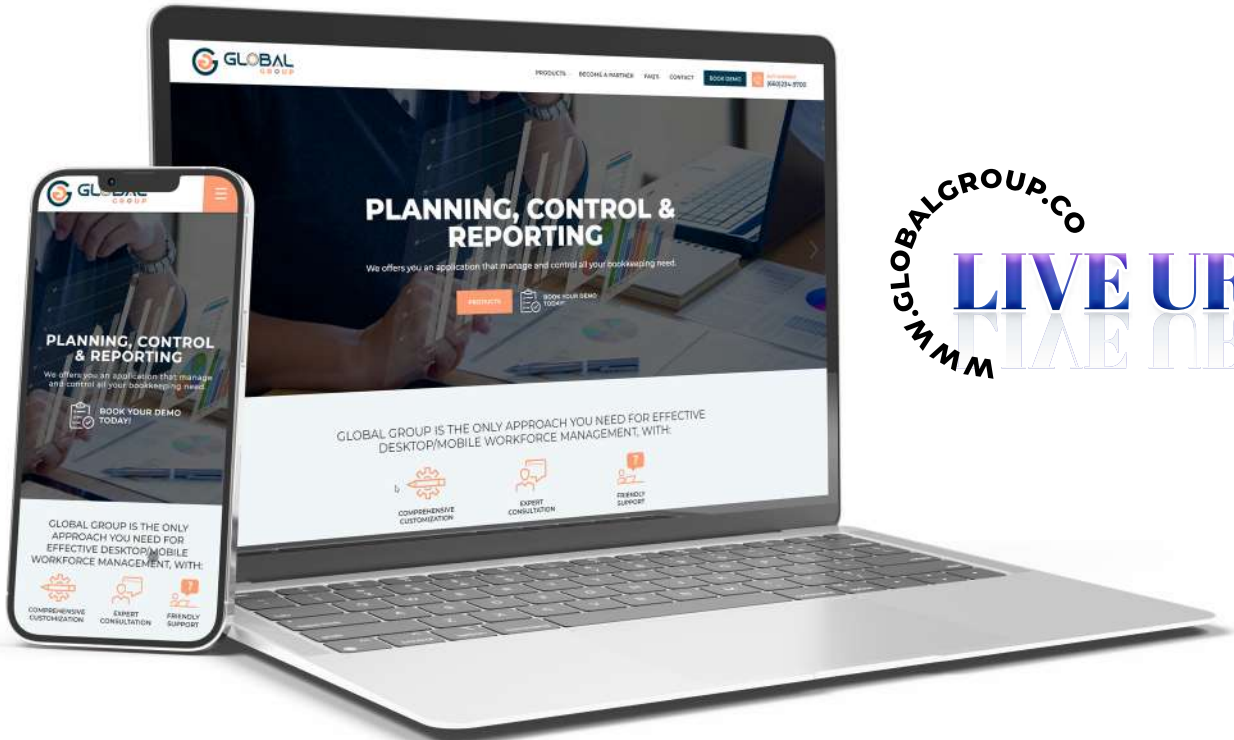 GLOBAL
GROUP
PRODUCTS
BECOME A PARTNER
FAQ'S
CONTACT
BOOK DEMO
PLANNING, CONTROL &
REPORTING
We offers you an application that manage and control all your bookkeeping need.
PRODUCTS
BOOK YOUR DEMO
TODAY!
GLOBAL GROUP IS THE ONLY APPROACH YOU NEED FOR EFFECTIVE
DESKTOP/MOBILE WORKFORCE MANAGEMENT, WITH:
COMPREHENSIVE
CUSTOMIZATION
EXPERT
CONSULTATION
FRIENDLY
SUPPORT
GLOBAL
GROUP
PLANNING, CONTROL
& REPORTING
We offers you an application that manage
and control all your bookkeeping need.
BOOK YOUR DEMO
TODAY!
GLOBAL GROUP IS THE ONLY
APPROACH YOU NEED FOR
EFFECTIVE DESKTOP/MOBILE
WORKFORCE MANAGEMENT, WITH:
COMPREHENSIVE
CUSTOMIZATION
EXPERT
CONSULTATION
FRIENDLY
SUPPORT
WWW.GLOBALGROUP.CO
LIVE